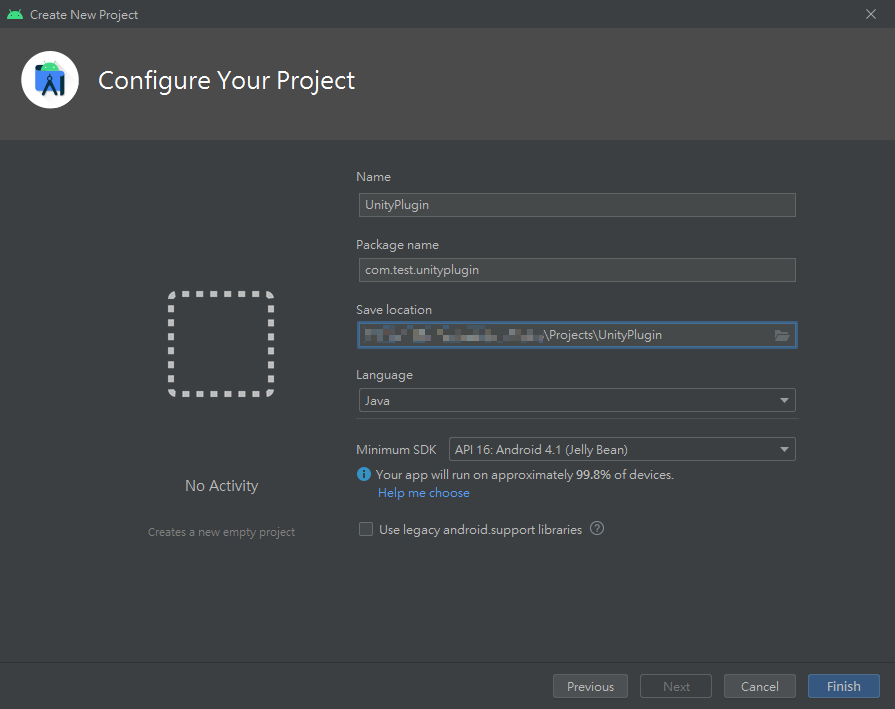 Create New Project
Configure Your Project
Name
UnityPlugin
Package name
com.test.unityplugin
Save location
\Projects\UnityPlugin
Language
Java
Minimum SDK API 16: Android 4.1 (Jelly Bean)
Your app will run on approximately 99.8% of devices.
Help me choose
Use legacy android.support libraries ?
No Activity
Creates a new empty project
Previous Next Cancel Finish